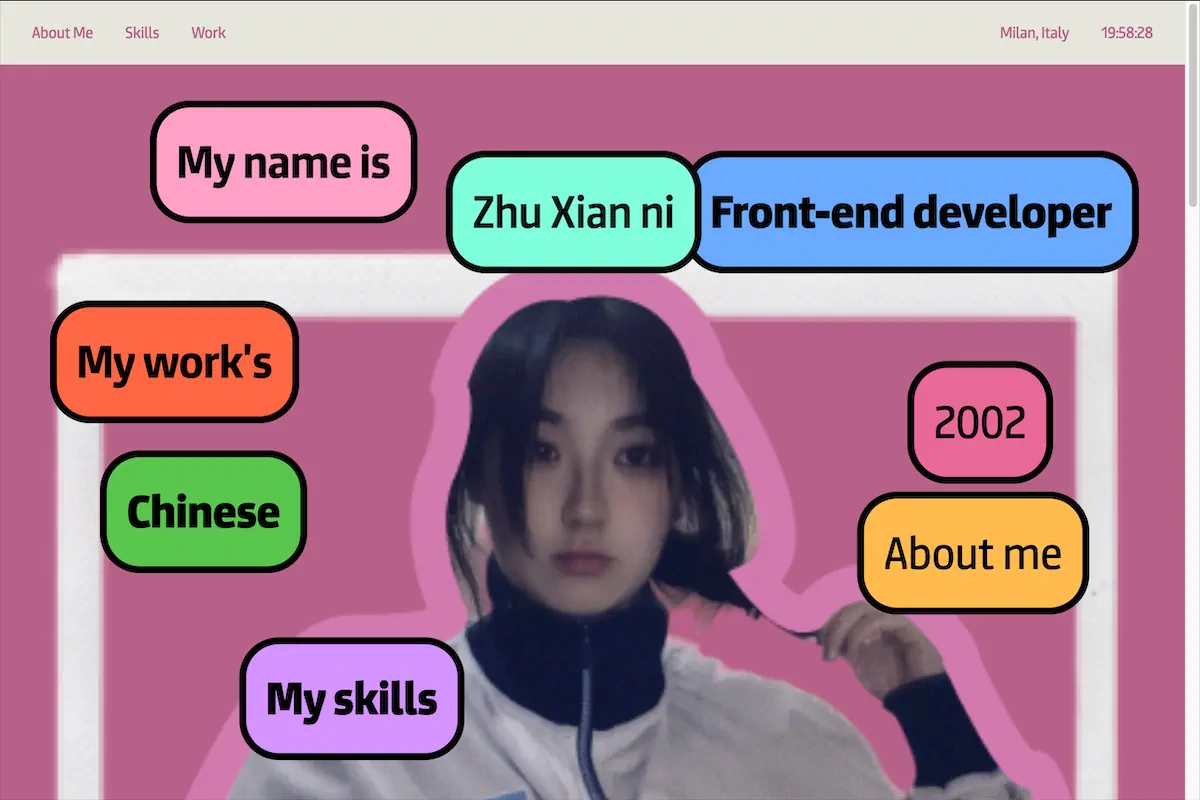 About Me
Skills
Work
Milan, Italy
19:58:28
My name is
Zhu Xian ni
Front-end developer
My work's
2002
Chinese
About me
My skills